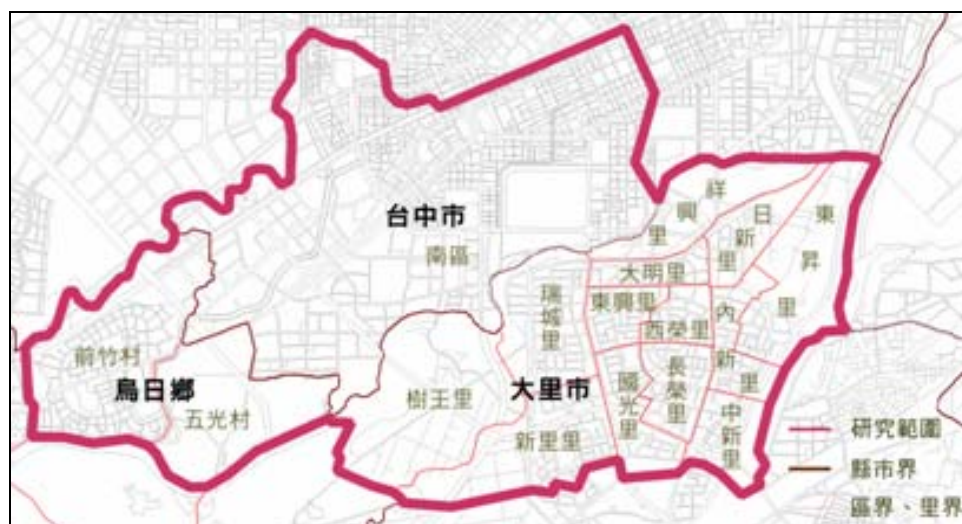 台中市
南區
祥興里
日新里
東昇里
大明里
瑞城里
東興里
西榮里
內新里
前竹村
烏日鄉
五光村
樹王里
大里市
新里里
國光里
長榮里
中新里
研究範圍
縣市界
區界、里界